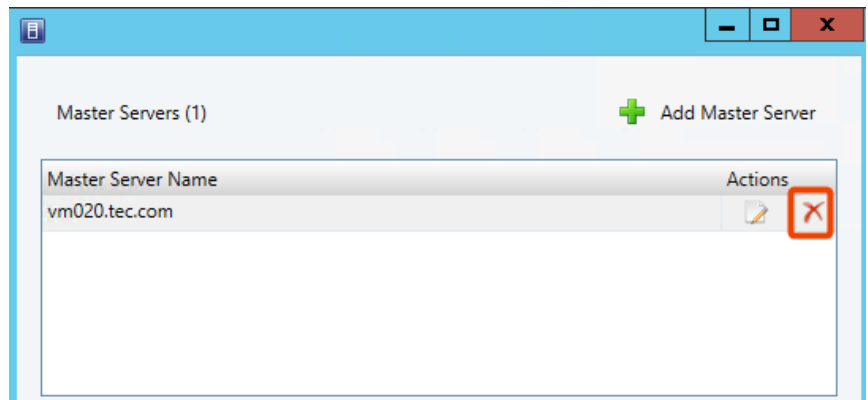 Master Servers (1)
Add Master Server
Master Server Name
Actions
vm020.tec.com